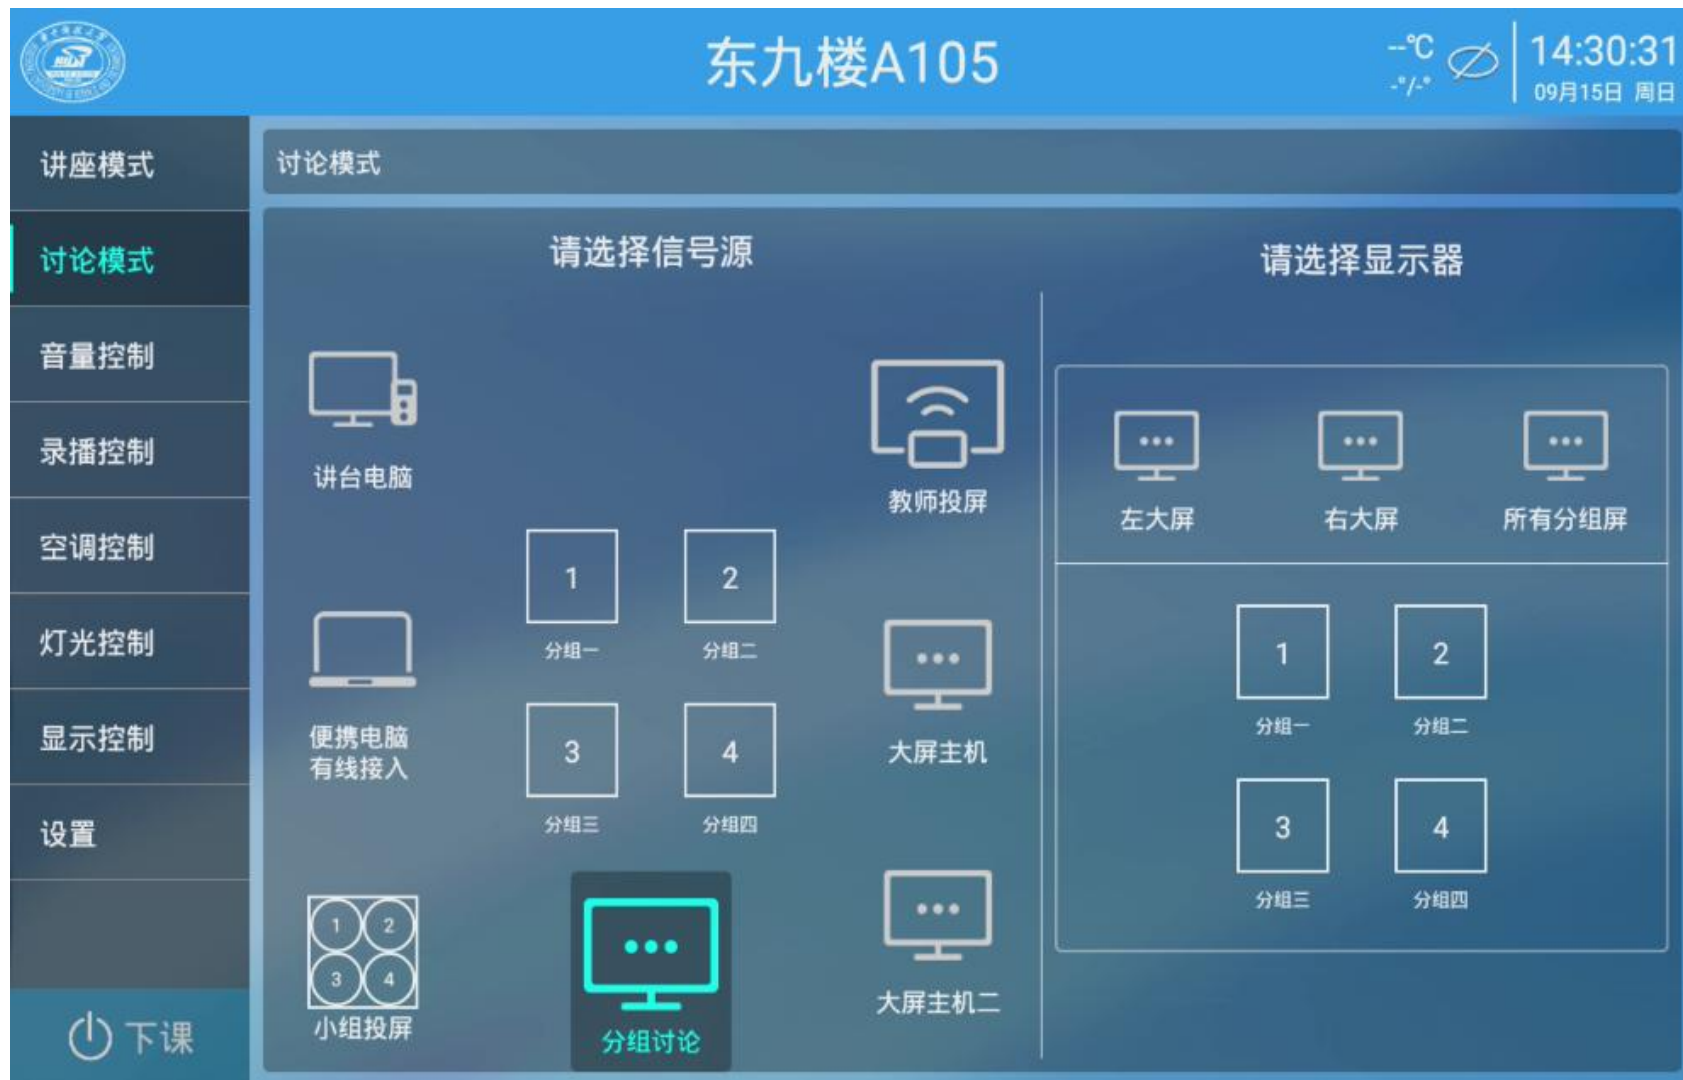 东九楼A105
--℃
-°/-°
14:30:31
09月15日 周日
讲座模式
讨论模式
音量控制
录播控制
空调控制
灯光控制
显示控制
设置
下课
讨论模式
请选择信号源
讲台电脑
教师投屏
1
2
分组一
分组二
便携电脑
有线接入
3
4
分组三
分组四
大屏主机
1
2
3
4
小组投屏
分组讨论
大屏主机二
请选择显示器
左大屏
右大屏
所有分组屏
1
2
分组一
分组二
3
4
分组三
分组四